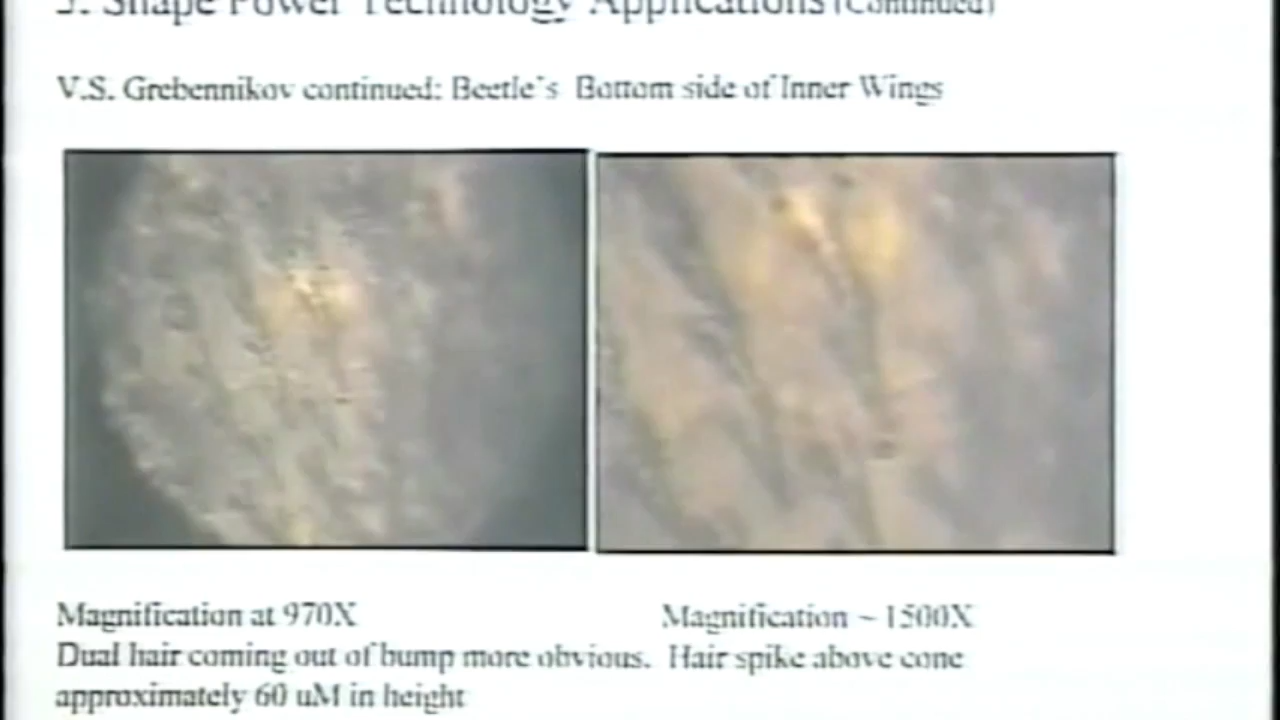 5. Shape Power Technology Applications (Continued)
V.S. Grebennikov continued: Beetle's Bottom side of Inner Wings
Magnification at 970X
Magnification ~ 1500X
Dual hair coming out of bump more obvious. Hair spike above cone
approximately 60 uM in height